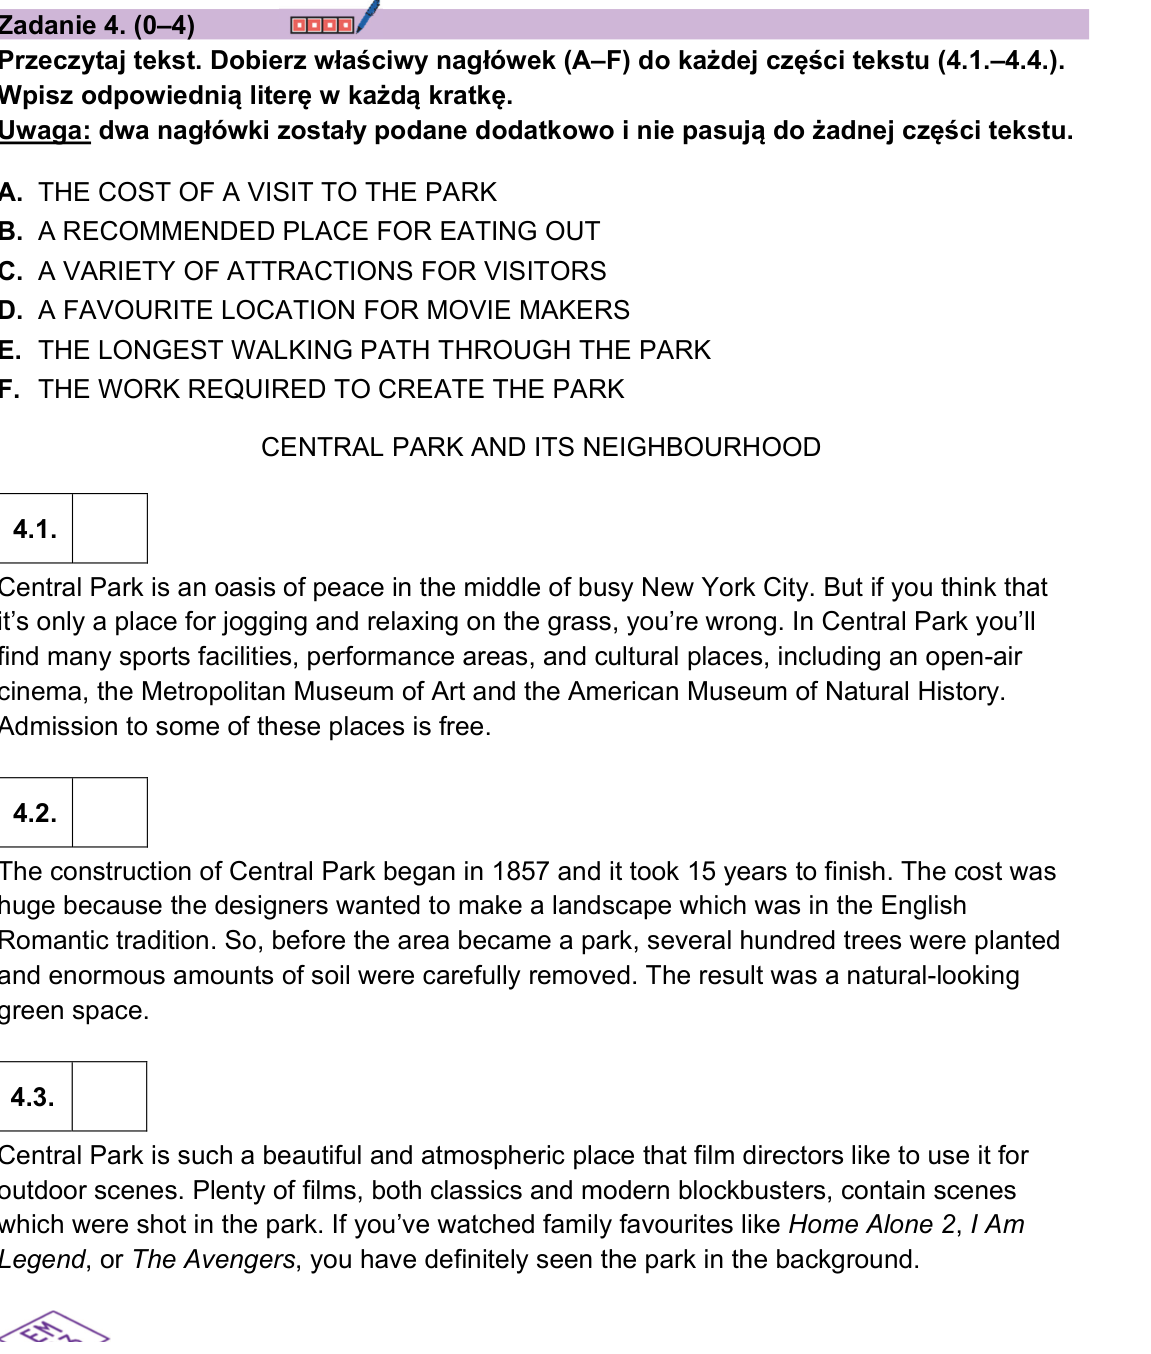 Zadanie 4. (0–4)
Przeczytaj tekst. Dobierz właściwy nagłówek (A–F) do każdej części tekstu (4.1.–4.4.).
Wpisz odpowiednią literę w każdą kratkę.
Uwaga: dwa nagłówki zostały podane dodatkowo i nie pasują do żadnej części tekstu.
A. THE COST OF A VISIT TO THE PARK
B. A RECOMMENDED PLACE FOR EATING OUT
C. A VARIETY OF ATTRACTIONS FOR VISITORS
D. A FAVOURITE LOCATION FOR MOVIE MAKERS
E. THE LONGEST WALKING PATH THROUGH THE PARK
F. THE WORK REQUIRED TO CREATE THE PARK
CENTRAL PARK AND ITS NEIGHBOURHOOD
4.1.
Central Park is an oasis of peace in the middle of busy New York City. But if you think that
it’s only a place for jogging and relaxing on the grass, you’re wrong. In Central Park you’ll
find many sports facilities, performance areas, and cultural places, including an open-air
cinema, the Metropolitan Museum of Art and the American Museum of Natural History.
Admission to some of these places is free.
4.2.
The construction of Central Park began in 1857 and it took 15 years to finish. The cost was
huge because the designers wanted to make a landscape which was in the English
Romantic tradition. So, before the area became a park, several hundred trees were planted
and enormous amounts of soil were carefully removed. The result was a natural-looking
green space.
4.3.
Central Park is such a beautiful and atmospheric place that film directors like to use it for
outdoor scenes. Plenty of films, both classics and modern blockbusters, contain scenes
which were shot in the park. If you’ve watched family favourites like Home Alone 2, I Am
Legend, or The Avengers, you have definitely seen the park in the background.